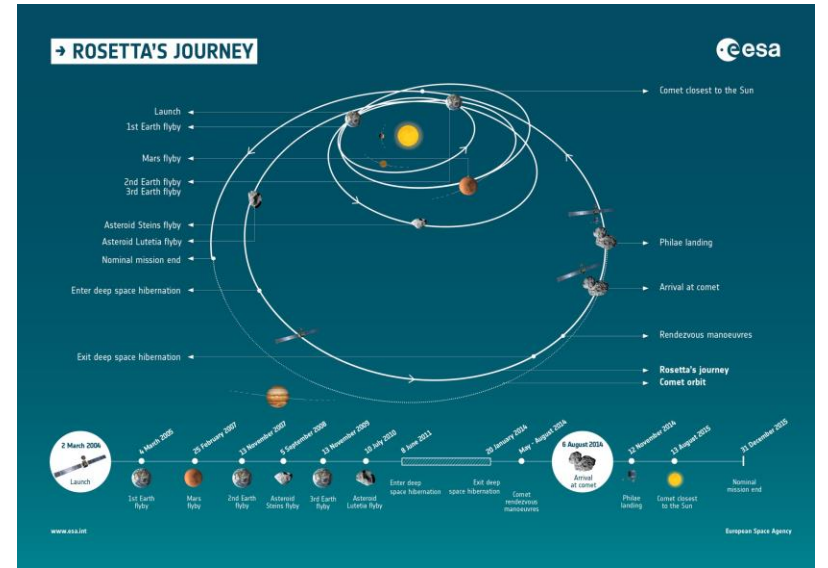 → ROSETTA'S JOURNEY
esa
Launch
1st Earth flyby
Mars flyby
2nd Earth flyby
3rd Earth flyby
Asteroid Steins flyby
Asteroid Lutetia flyby
Nominal mission end
Enter deep space hibernation
Exit deep space hibernation
Comet closest to the Sun
Philae landing
Arrival at comet
Rendezvous manoeuvres
Rosetta's journey
Comet orbit
2 March 2004
Launch
4 March 2005
1st Earth
flyby
25 February 2007
Mars
flyby
13 November 2007
2nd Earth
flyby
5 September 2008
Asteroid
Steins flyby
13 November 2009
3rd Earth
flyby
10 July 2010
Asteroid
Lutetia flyby
8 June 2011
Enter deep
space hibernation
20 January 2014
Exit deep
space hibernation
May - August 2014
Comet
rendezvous
manoeuvres
6 August 2014
Arrival
at comet
12 November 2014
Philae
landing
13 August 2015
Comet closest
to the Sun
31 December 2015
Nominal
mission end
www.esa.int
European Space Agency